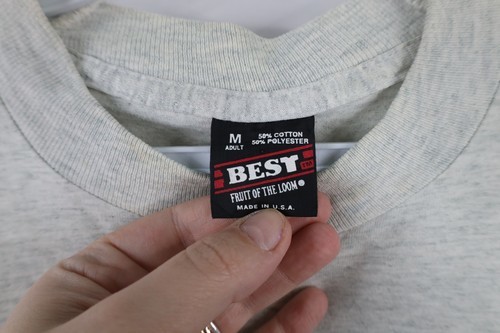 M
ADULT
50% COTTON
50% POLYESTER
BEST
FRUIT OF THE LOOM
MADE IN U.S.A.